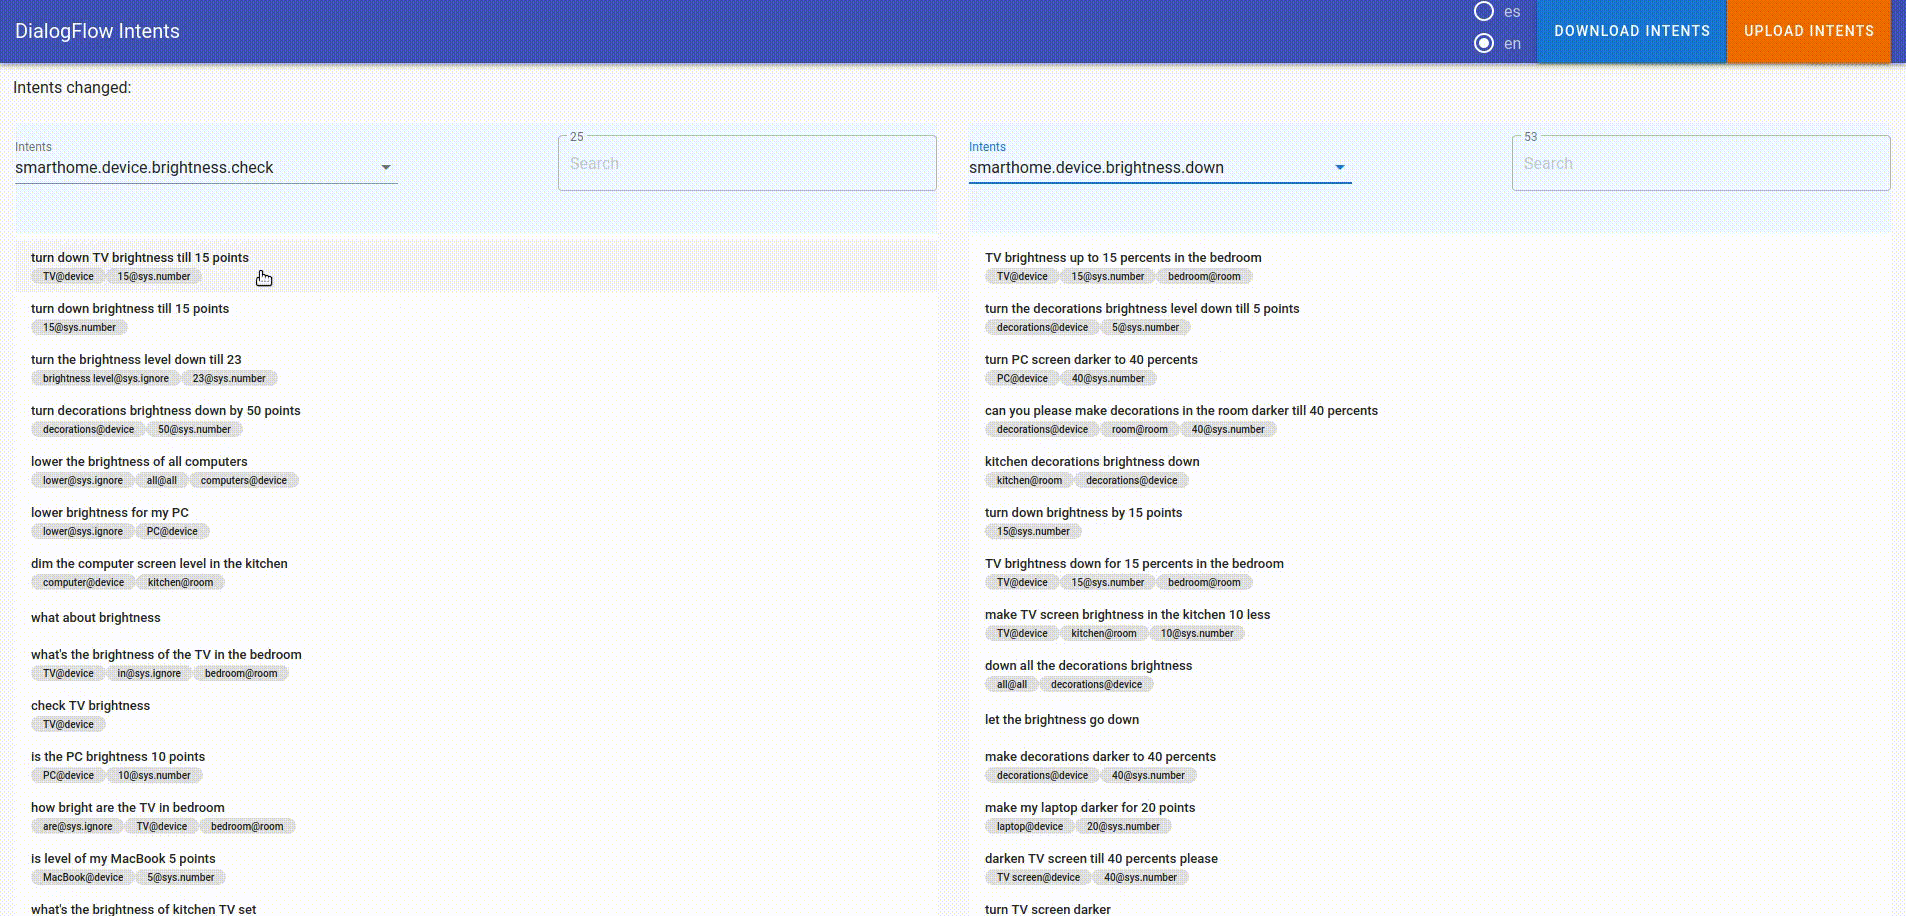 DialogFlow Intents
es
en
DOWNLOAD INTENTS
UPLOAD INTENTS
Intents changed:
Intents
smarthome.device.brightness.check
25
Search
turn down TV brightness till 15 points
TV@device 15@sys.number
turn down brightness till 15 points
15@sys.number
turn the brightness level down till 23
brightness level@sys.ignore 23@sys.number
turn decorations brightness down by 50 points
decorations@device 50@sys.number
lower the brightness of all computers
lower@sys.ignore all@all computers@device
lower brightness for my PC
lower@sys.ignore PC@device
dim the computer screen level in the kitchen
computer@device kitchen@room
what about brightness
what's the brightness of the TV in the bedroom
TV@device in@sys.ignore bedroom@room
check TV brightness
TV@device
is the PC brightness 10 points
PC@device 10@sys.number
how bright are the TV in bedroom
are@sys.ignore TV@device bedroom@room
is level of my MacBook 5 points
MacBook@device 5@sys.number
what's the brightness of kitchen TV set
Intents
smarthome.device.brightness.down
53
Search
TV brightness up to 15 percents in the bedroom
TV@device 15@sys.number bedroom@room
turn the decorations brightness level down till 5 points
decorations@device 5@sys.number
turn PC screen darker to 40 percents
PC@device 40@sys.number
can you please make decorations in the room darker till 40 percents
decorations@device room@room 40@sys.number
kitchen decorations brightness down
kitchen@room decorations@device
turn down brightness by 15 points
15@sys.number
TV brightness down for 15 percents in the bedroom
TV@device 15@sys.number bedroom@room
make TV screen brightness in the kitchen 10 less
TV@device kitchen@room 10@sys.number
down all the decorations brightness
all@all decorations@device
let the brightness go down
make decorations darker to 40 percents
decorations@device 40@sys.number
make my laptop darker for 20 points
laptop@device 20@sys.number
darken TV screen till 40 percents please
TV screen@device 40@sys.number
turn TV screen darker